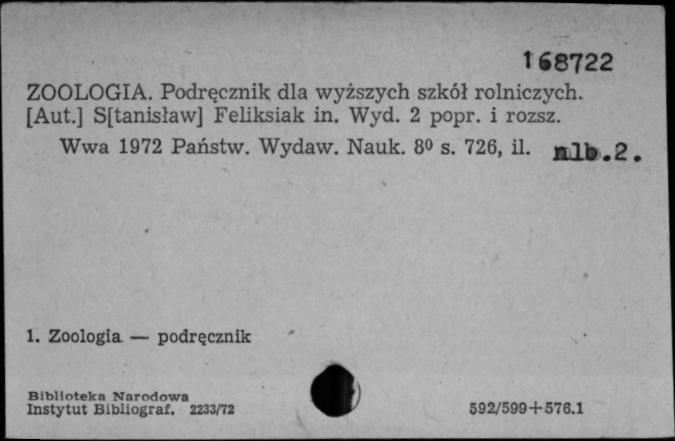 168722
ZOOLOGIA. Podręcznik dla wyższych szkół rolniczych.
[Aut.] S[tanisław] Feliksiak in. Wyd. 2 popr. i rozsz.
Wwa 1972 Państw. Wydaw. Nauk. 8⁰ s. 726, il. nlb.2.
1. Zoologia — podręcznik
Biblioteka Narodowa
Instytut Bibliograf. 2233/72 592/599+576.1